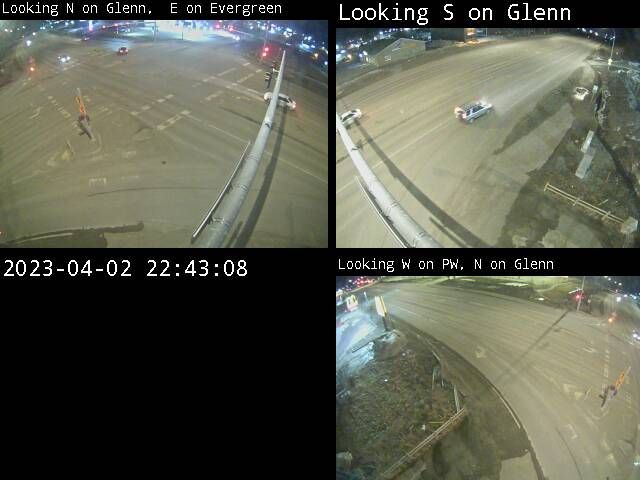 Looking N on Glenn,  E on Evergreen
Looking S on Glenn
2023-04-02 22:43:08
Looking W on PW, N on Glenn